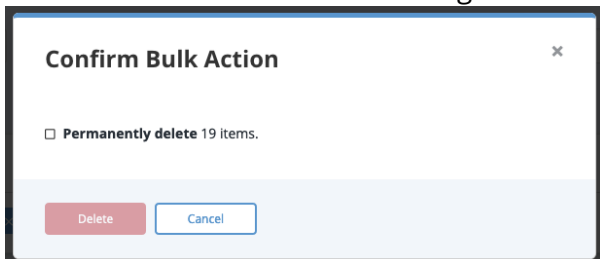 Confirm Bulk Action
×
Permanently delete 19 items.
Delete
Cancel